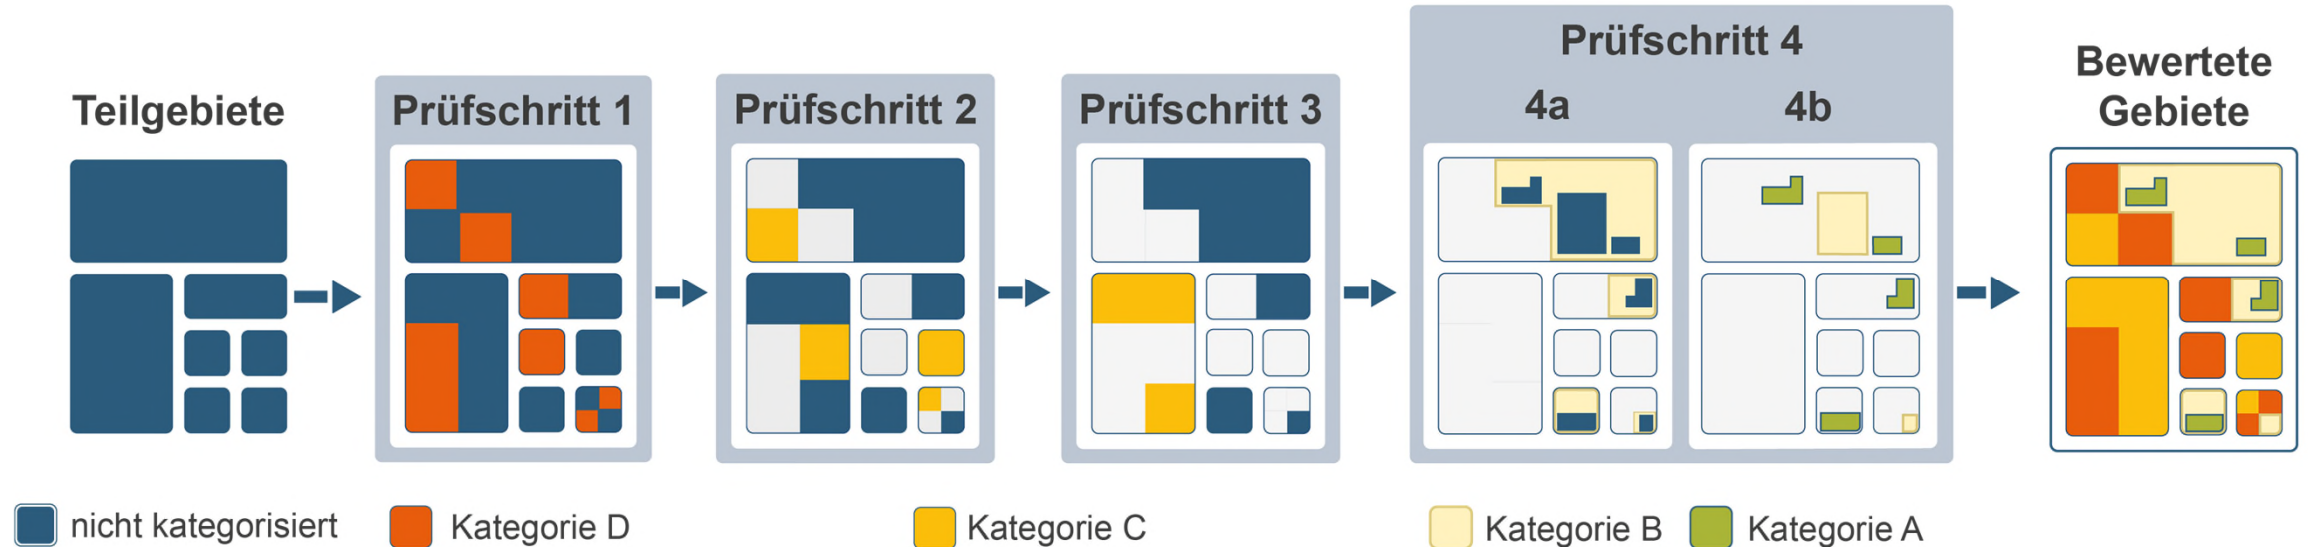 Teilgebiete
Prüfschritt 1
Prüfschritt 2
Prüfschritt 3
Prüfschritt 4
4a
4b
Bewertete
Gebiete
nicht kategorisiert
Kategorie D
Kategorie C
Kategorie B
Kategorie A